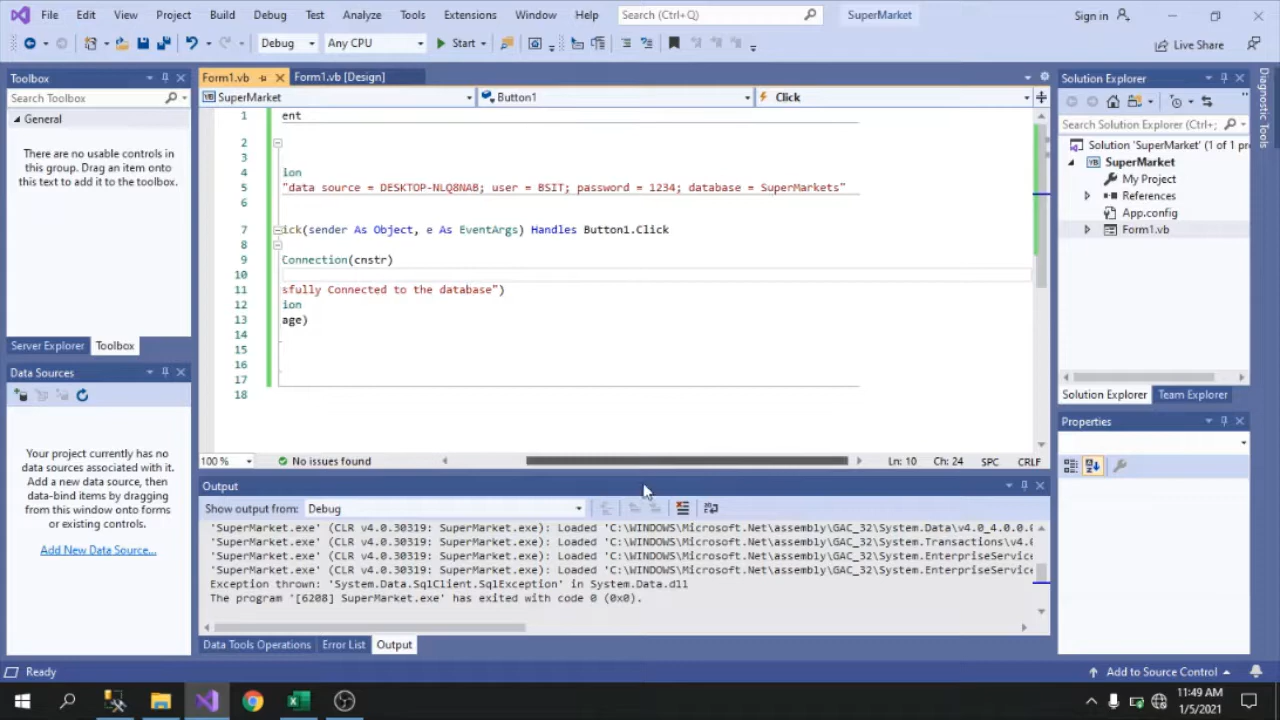 File Edit View Project Build Debug Test Analyze Tools Extensions Window Help Search (Ctrl+Q) SuperMarket Sign in
Debug Any CPU Start Live Share
Toolbox
Search Toolbox
General
There are no usable controls in
this group. Drag an item onto
this text to add it to the toolbox.
Server Explorer Toolbox
Data Sources
Your project currently has no
data sources associated with it.
Add a new data source, then
data-bind items by dragging
from this window onto forms
or existing controls.
Add New Data Source...
Form1.vb Form1.vb [Design]
SuperMarket Button1 Click
1 ent
2
3
4 ion
5 "data source = DESKTOP-NLQ8NAB; user = BSIT; password = 1234; database = SuperMarkets"
6
7 ick(sender As Object, e As EventArgs) Handles Button1.Click
8
9 Connection(cnstr)
10
11 sfully Connected to the database")
12 ion
13 age)
14
15
16
17
18
100 % No issues found Ln: 10 Ch: 24 SPC CRLF
Output
Show output from: Debug
'SuperMarket.exe' (CLR v4.0.30319: SuperMarket.exe): Loaded 'C:\WINDOWS\Microsoft.Net\assembly\GAC_32\System.Data\v4.0_4.0.0.0
'SuperMarket.exe' (CLR v4.0.30319: SuperMarket.exe): Loaded 'C:\WINDOWS\Microsoft.Net\assembly\GAC_32\System.Transactions\v4.0
'SuperMarket.exe' (CLR v4.0.30319: SuperMarket.exe): Loaded 'C:\WINDOWS\Microsoft.Net\assembly\GAC_32\System.EnterpriseService
'SuperMarket.exe' (CLR v4.0.30319: SuperMarket.exe): Loaded 'C:\WINDOWS\Microsoft.Net\assembly\GAC_32\System.EnterpriseService
Exception thrown: 'System.Data.SqlClient.SqlException' in System.Data.dll
The program '[6208] SuperMarket.exe' has exited with code 0 (0x0).
Data Tools Operations Error List Output
Solution Explorer
Search Solution Explorer (Ctrl+;
Solution 'SuperMarket' (1 of 1 pr
VB SuperMarket
My Project
References
App.config
Form1.vb
Solution Explorer Team Explorer
Properties
Diagnostic Tools
Ready Add to Source Control
11:49 AM
1/5/2021